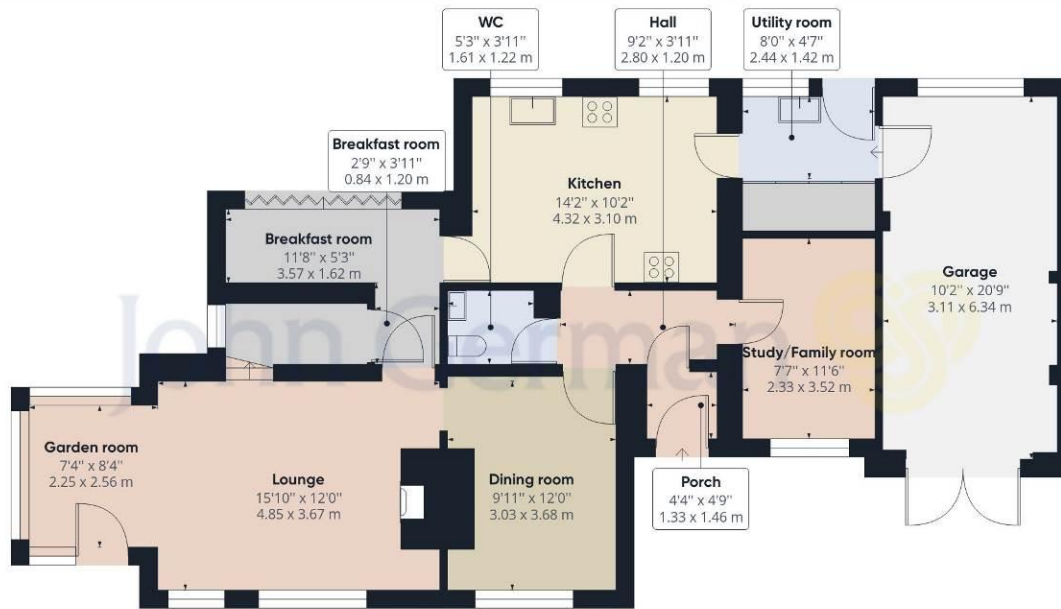 WC
5'3" x 3'11"
1.61 x 1.22 m
Hall
9'2" x 3'11"
2.80 x 1.20 m
Utility room
8'0" x 4'7"
2.44 x 1.42 m
Breakfast room
2'9" x 3'11"
0.84 x 1.20 m
Kitchen
14'2" x 10'2"
4.32 x 3.10 m
Breakfast room
11'8" x 5'3"
3.57 x 1.62 m
Garage
10'2" x 20'9"
3.11 x 6.34 m
John German
Study/Family room
7'7" x 11'6"
2.33 x 3.52 m
Garden room
7'4" x 8'4"
2.25 x 2.56 m
Lounge
15'10" x 12'0"
4.85 x 3.67 m
Dining room
9'11" x 12'0"
3.03 x 3.68 m
Porch
4'4" x 4'9"
1.33 x 1.46 m